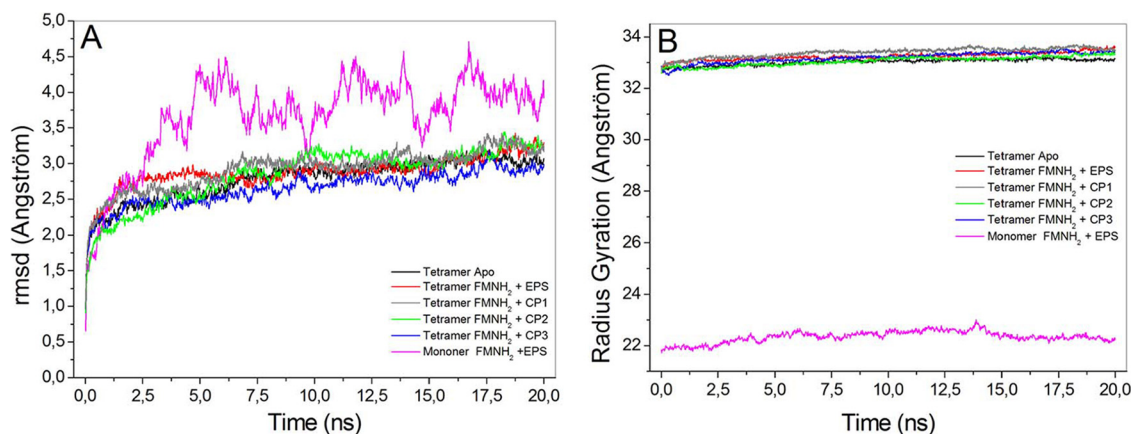 A
rmsd (Angström)
5,0
4,5
4,0
3,5
3,0
2,5
2,0
1,5
1,0
0,5
0,0
Tetramer Apo
Tetramer FMNH₂ + EPS
Tetramer FMNH₂ + CP1
Tetramer FMNH₂ + CP2
Tetramer FMNH₂ + CP3
Mononer FMNH₂ +EPS
0,0 2,5 5,0 7,5 10,0 12,5 15,0 17,5 20,0
Time (ns)
B
Radius Gyration (Angström)
34
32
30
28
26
24
22
Tetramer Apo
Tetramer FMNH₂ + EPS
Tetramer FMNH₂ + CP1
Tetramer FMNH₂ + CP2
Tetramer FMNH₂ + CP3
Monomer FMNH₂ + EPS
0,0 2,5 5,0 7,5 10,0 12,5 15,0 17,5 20,0
Time (ns)